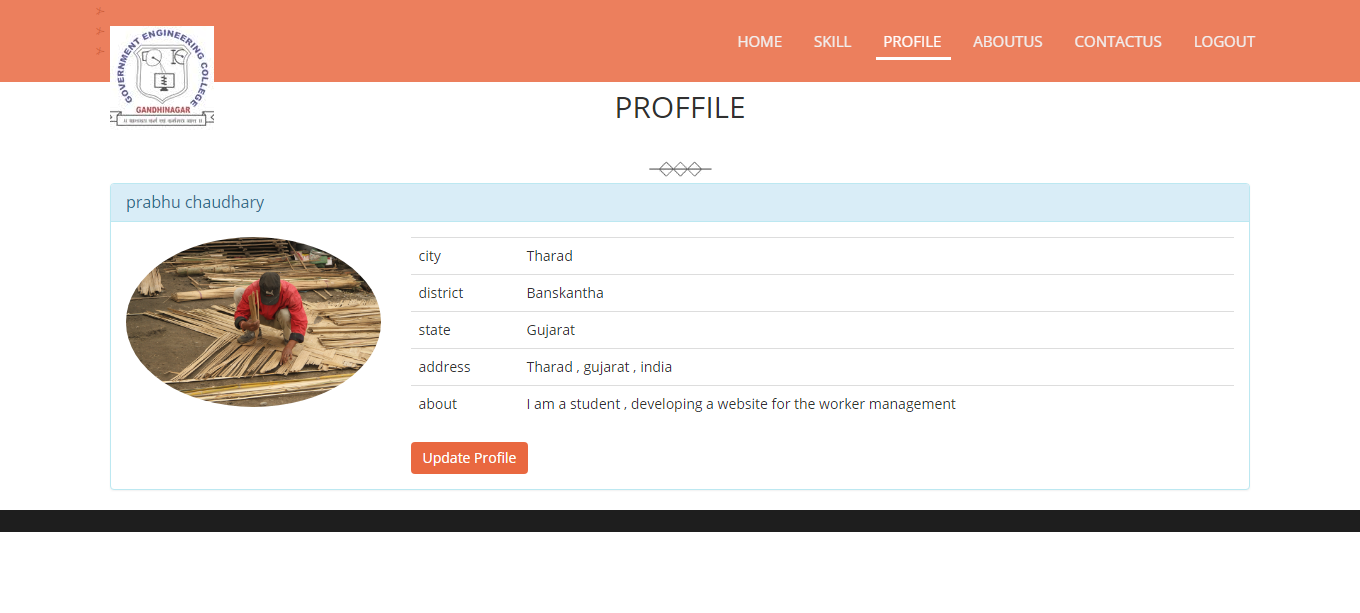 GOVERNMENT ENGINEERING COLLEGE
GANDHINAGAR
HOME SKILL PROFILE ABOUTUS CONTACTUS LOGOUT
PROFFILE
prabhu chaudhary
city Tharad
district Banskantha
state Gujarat
address Tharad , gujarat , india
about I am a student , developing a website for the worker management
Update Profile